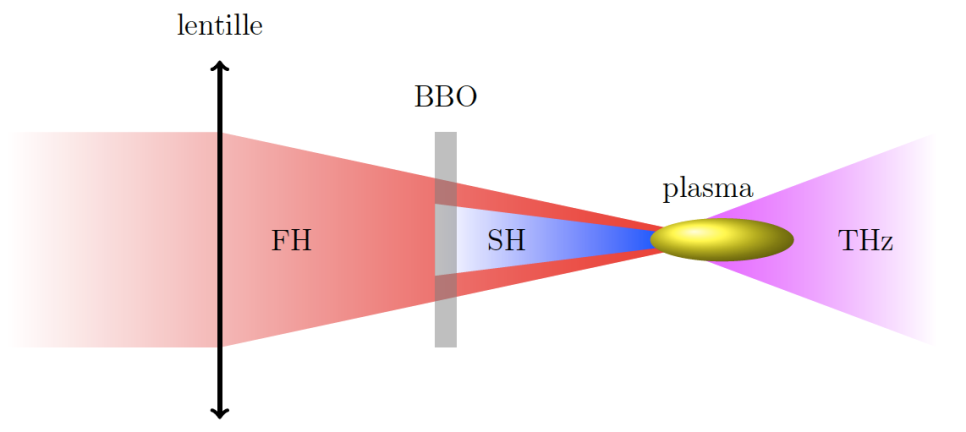 lentille
BBO
plasma
FH
SH
THz